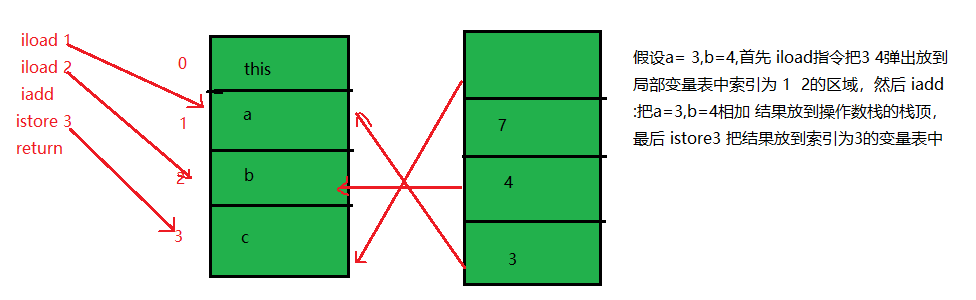 iload 1
iload 2
iadd
istore 3
return
0
1
2
3
this
a
b
c
7
4
3
假设a= 3,b=4,首先 iload指令把3 4弹出放到
局部变量表中索引为 1 2的区域，然后 iadd
:把a=3,b=4相加 结果放到操作数栈的栈顶，
最后 istore3 把结果放到索引为3的变量表中